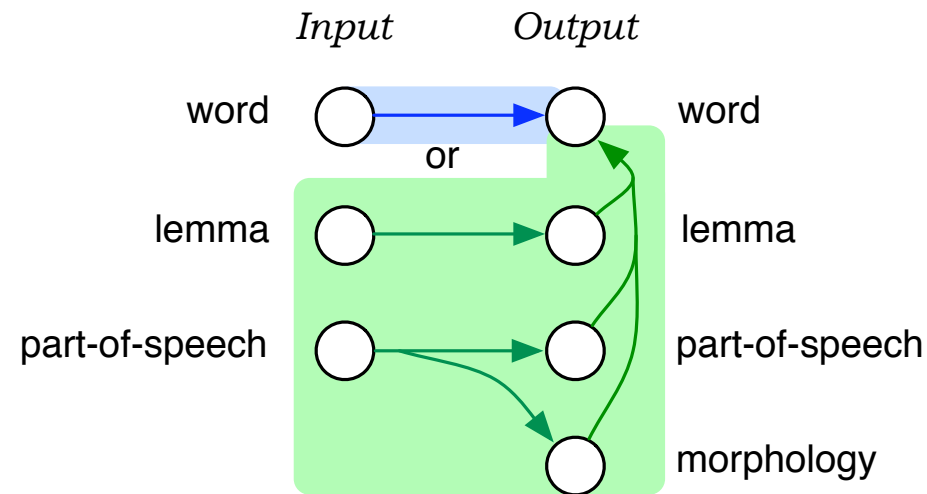 Input Output
word word
or
lemma lemma
part-of-speech part-of-speech
morphology